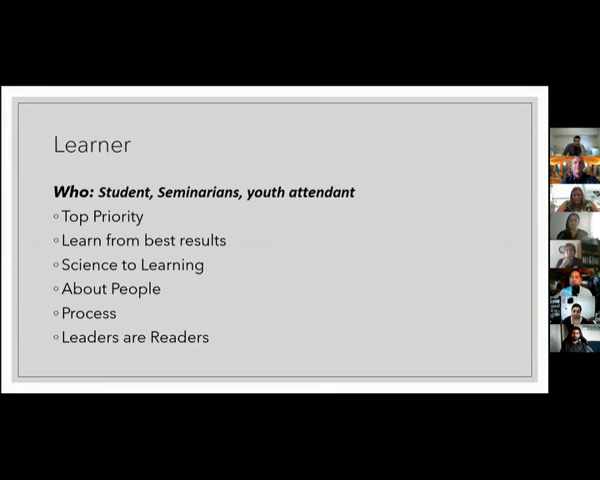 Learner
Who: Student, Seminarians, youth attendant
Top Priority
Learn from best results
Science to Learning
About People
Process
Leaders are Readers